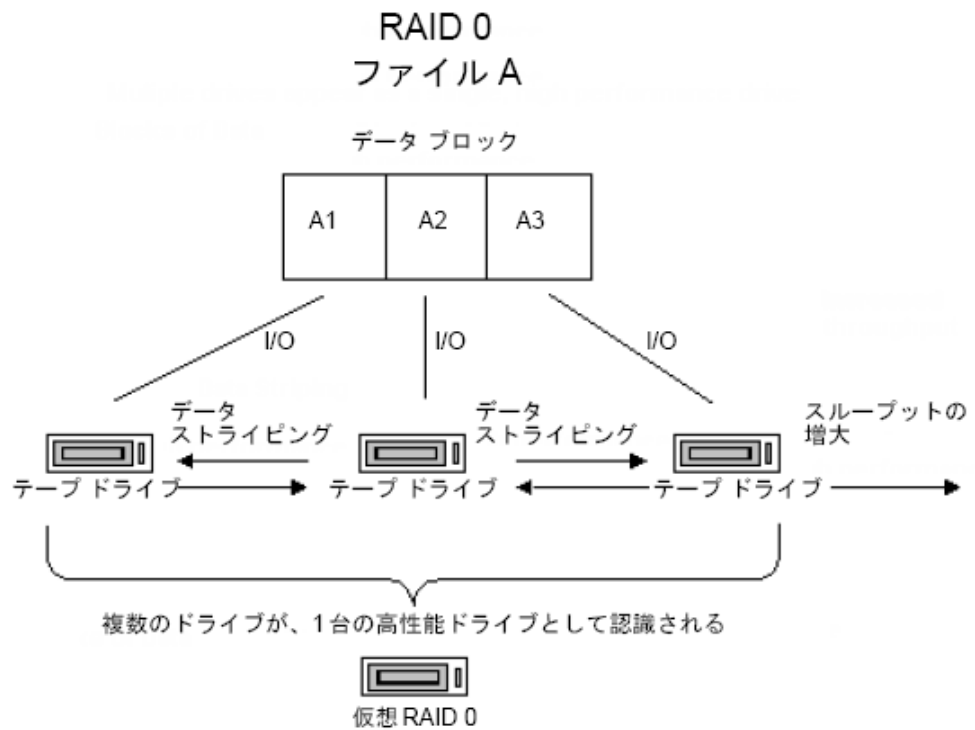 RAID 0
ファイル A
データ ブロック
A1
A2
A3
I/O
I/O
I/O
データ
ストライピング
データ
ストライピング
スループットの
増大
テープ ドライブ
テープ ドライブ
テープ ドライブ
複数のドライブが、1台の高性能ドライブとして認識される
仮想 RAID 0